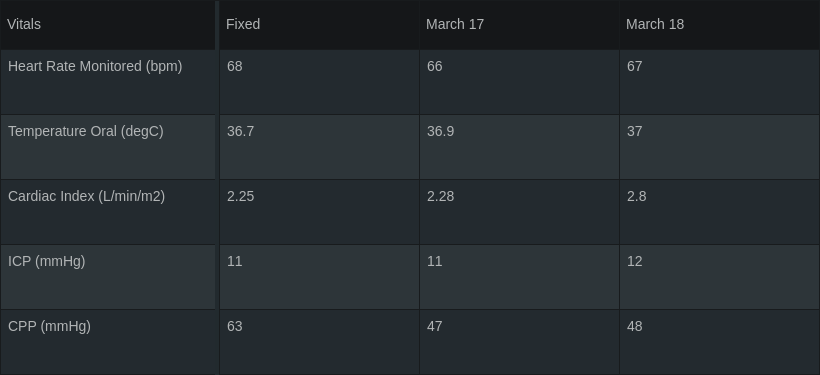 Vitals Fixed March 17 March 18
Heart Rate Monitored (bpm) 68 66 67
Temperature Oral (degC) 36.7 36.9 37
Cardiac Index (L/min/m2) 2.25 2.28 2.8
ICP (mmHg) 11 11 12
CPP (mmHg) 63 47 48